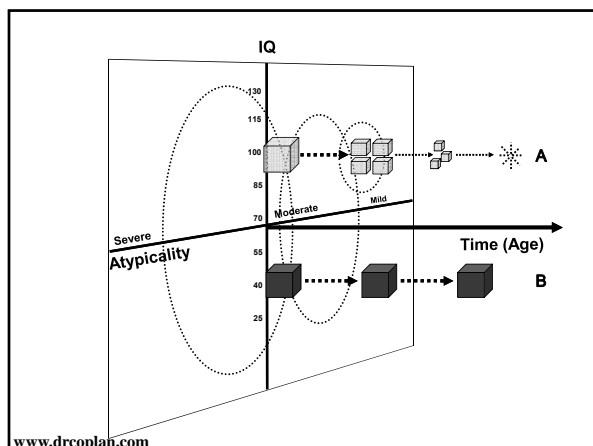 IQ
130
115
100
A
85
Mild
Moderate
70
Severe
Time (Age)
Atypicality
55
B
40
25
www.drcoplan.com